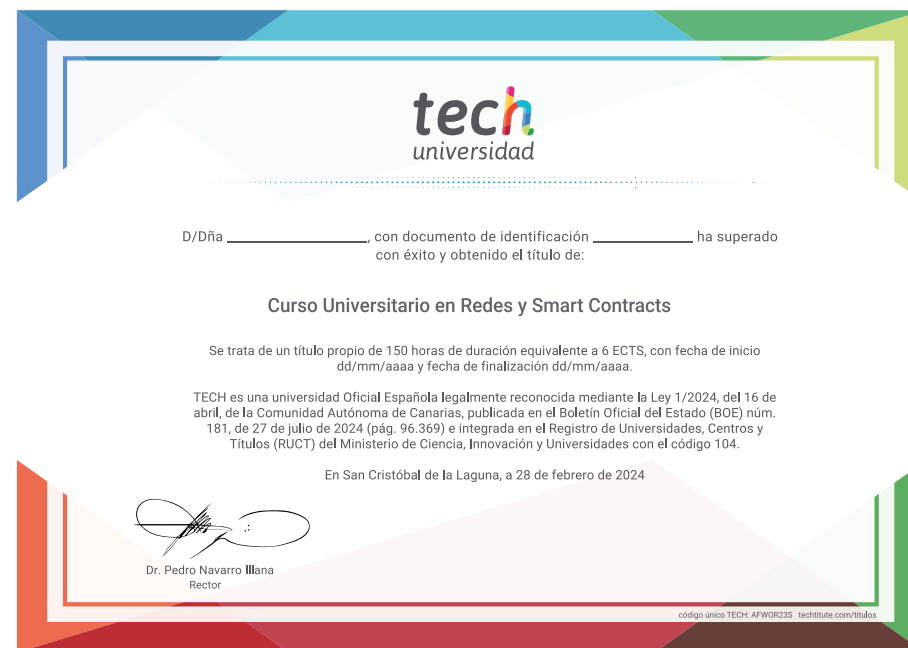 tech
universidad
D/Dña ____________, con documento de identificación _________ ha superado
con éxito y obtenido el título de:
Curso Universitario en Redes y Smart Contracts
Se trata de un título propio de 150 horas de duración equivalente a 6 ECTS, con fecha de inicio
dd/mm/aaaa y fecha de finalización dd/mm/aaaa.
TECH es una universidad Oficial Española legalmente reconocida mediante la Ley 1/2024, del 16 de
abril, de la Comunidad Autónoma de Canarias, publicada en el Boletín Oficial del Estado (BOE) núm.
181, de 27 de julio de 2024 (pág. 96.369) e integrada en el Registro de Universidades, Centros y
Títulos (RUCT) del Ministerio de Ciencia, Innovación y Universidades con el código 104.
En San Cristóbal de la Laguna, a 28 de febrero de 2024
Dr. Pedro Navarro Illana
Rector
código único TECH: AFWOR23S techtitute.com/titulos